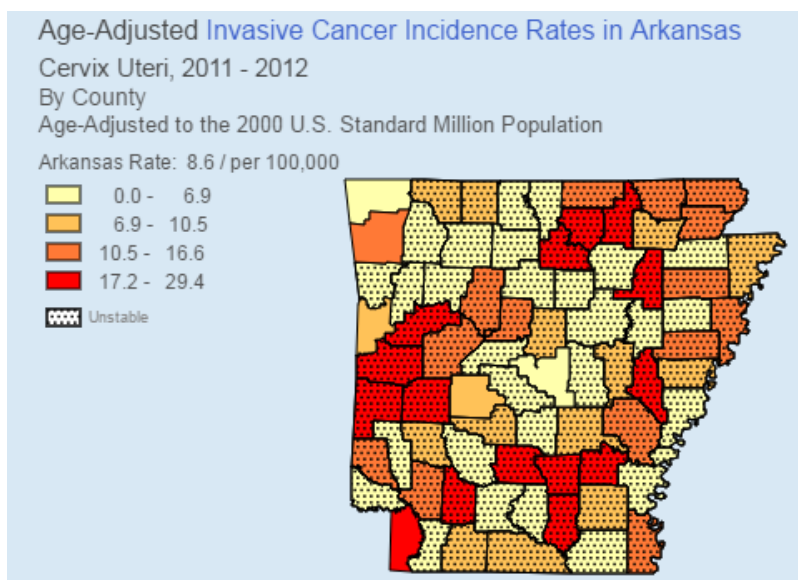 Age-Adjusted Invasive Cancer Incidence Rates in Arkansas
Cervix Uteri, 2011 - 2012
By County
Age-Adjusted to the 2000 U.S. Standard Million Population
Arkansas Rate: 8.6 / per 100,000
0.0 - 6.9
6.9 - 10.5
10.5 - 16.6
17.2 - 29.4
Unstable